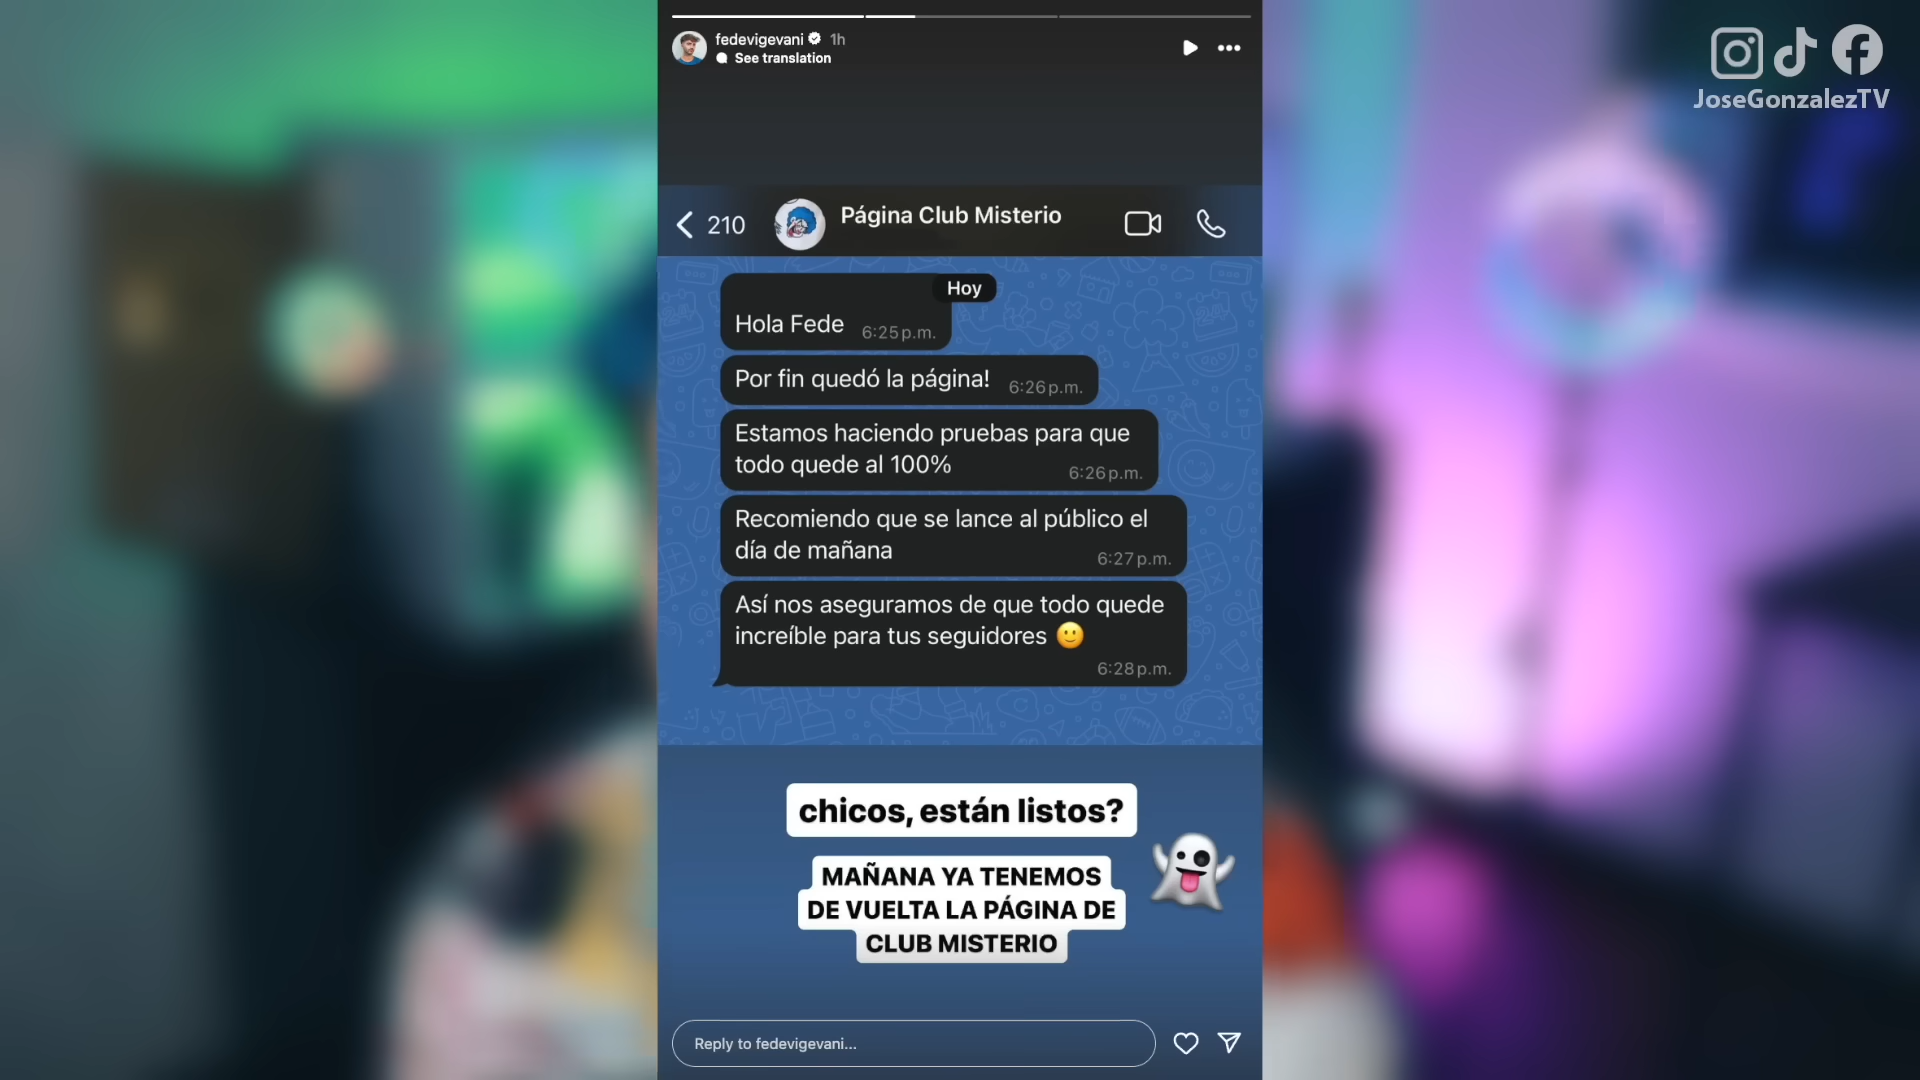 fedevigevani 1h
See translation
JoseGonzalezTV
210 Página Club Misterio
Hoy
Hola Fede 6:25 p.m.
Por fin quedó la página! 6:26 p.m.
Estamos haciendo pruebas para que
todo quede al 100% 6:26 p.m.
Recomiendo que se lance al público el
día de mañana 6:27 p.m.
Así nos aseguramos de que todo quede
increíble para tus seguidores 🙂
6:28 p.m.
chicos, están listos?
MAÑANA YA TENEMOS
DE VUELTA LA PÁGINA DE
CLUB MISTERIO
Reply to fedevigevani...